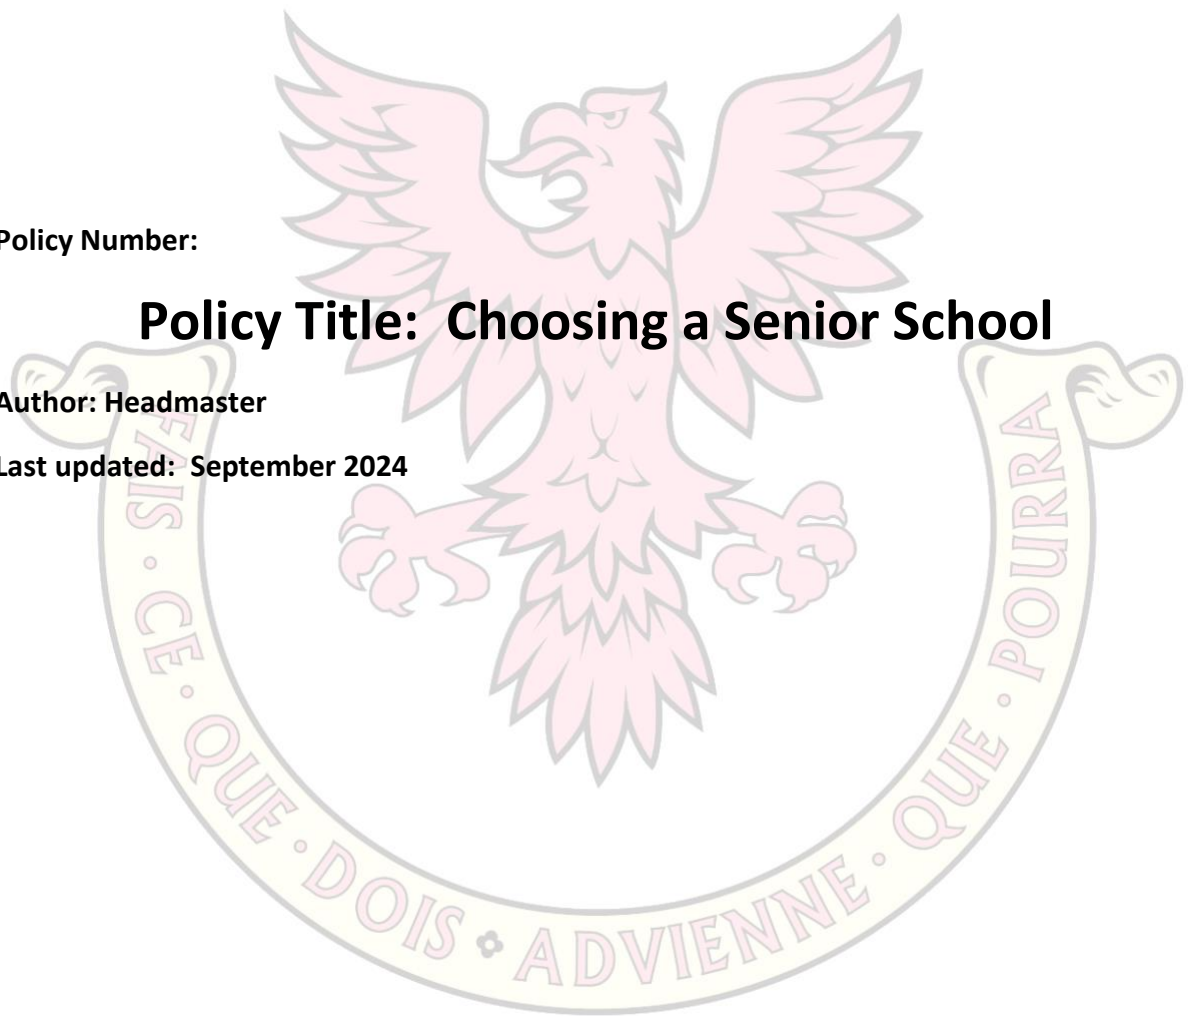 Policy Number:
Policy Title:  Choosing a Senior School
Author: Headmaster
Last updated:  September 2024
FAIS · CE · QUE · DOIS · ADVIENNE · QUE · POURRA